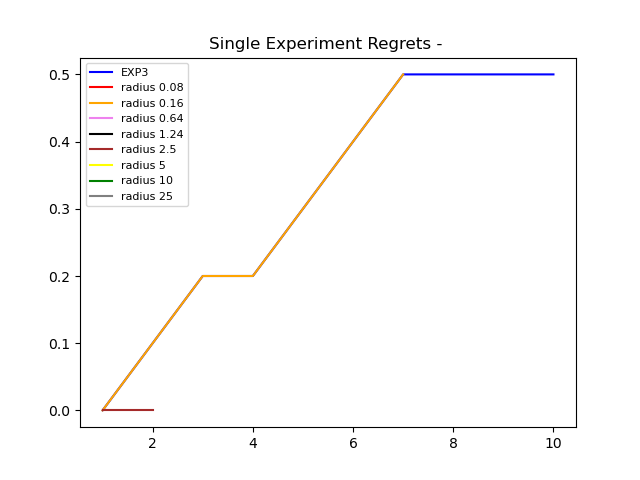 Single Experiment Regrets -
0.5
0.4
0.3
0.2
0.1
0.0
EXP3
radius 0.08
radius 0.16
radius 0.64
radius 1.24
radius 2.5
radius 5
radius 10
radius 25
2 4 6 8 10